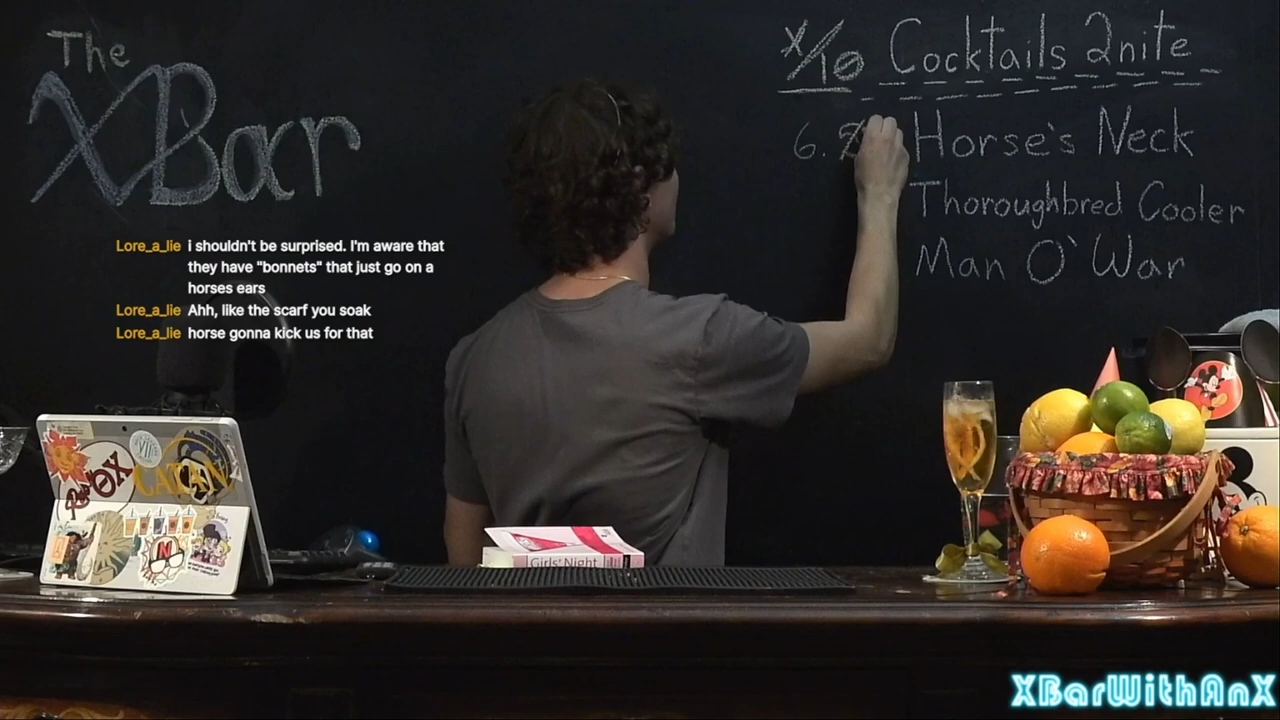 The
XBar
X/10 Cocktails 2nite
6.
Horse's Neck
Thoroughbred Cooler
Man O'War
Lore_a_lie i shouldn't be surprised. I'm aware that
they have "bonnets" that just go on a
horses ears
Lore_a_lie Ahh, like the scarf you soak
Lore_a_lie horse gonna kick us for that
Red OX
CATAN
N
Girls' Night
XBarWithAnX